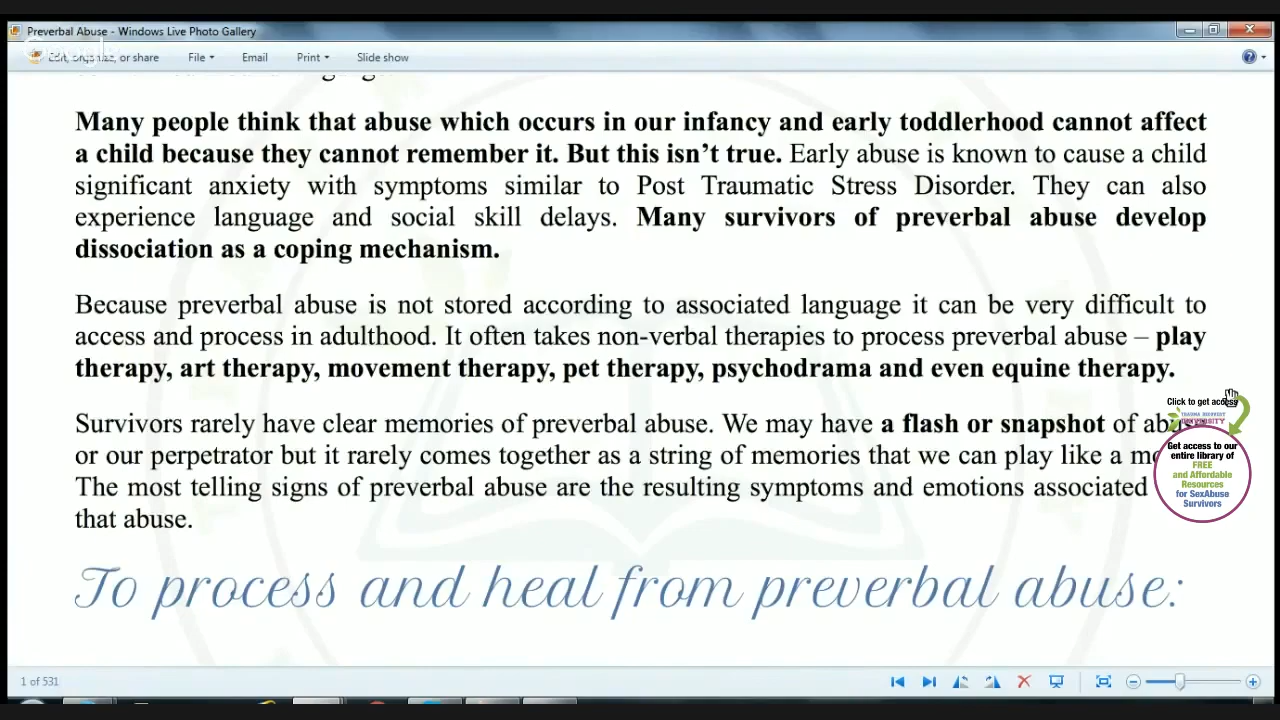 Preverbal Abuse - Windows Live Photo Gallery
Google
Edit, organize, or share File Email Print Slide show
Many people think that abuse which occurs in our infancy and early toddlerhood cannot affect
a child because they cannot remember it. But this isn’t true. Early abuse is known to cause a child
significant anxiety with symptoms similar to Post Traumatic Stress Disorder. They can also
experience language and social skill delays. Many survivors of preverbal abuse develop
dissociation as a coping mechanism.
Because preverbal abuse is not stored according to associated language it can be very difficult to
access and process in adulthood. It often takes non-verbal therapies to process preverbal abuse – play
therapy, art therapy, movement therapy, pet therapy, psychodrama and even equine therapy.
Survivors rarely have clear memories of preverbal abuse. We may have a flash or snapshot of
or our perpetrator but it rarely comes together as a string of memories that we can play like a
The most telling signs of preverbal abuse are the resulting symptoms and emotions associated
that abuse.
Click to get access
TRAUMA RECOVERY
UNIVERSITY
Get access to our
entire library of
FREE
and Affordable
Resources
for SexAbuse
Survivors
To process and heal from preverbal abuse:
1 of 531